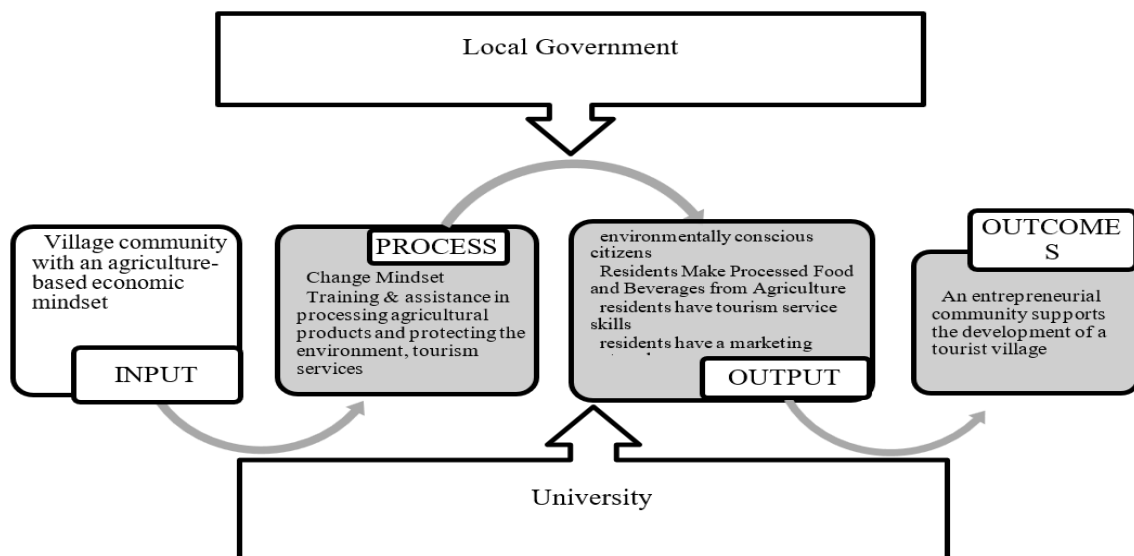 Local Government
Village community
with an agriculture-
based economic
mindset
INPUT
PROCESS
Change Mindset
Training & assistance in
processing agricultural
products and protecting the
environment, tourism
services
environmentally conscious
citizens
Residents Make Processed Food
and Beverages from Agriculture
residents have tourism service
skills
residents have a marketing
OUTPUT
OUTCOME
S
An entrepreneurial
community supports
the development of a
tourist village
University